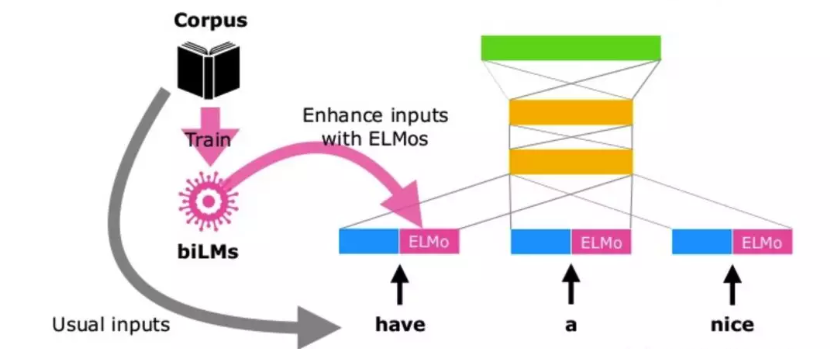 Corpus
Train
Enhance inputs
with ELMos
biLMs
ELMo
ELMo
ELMo
Usual inputs
have
a
nice